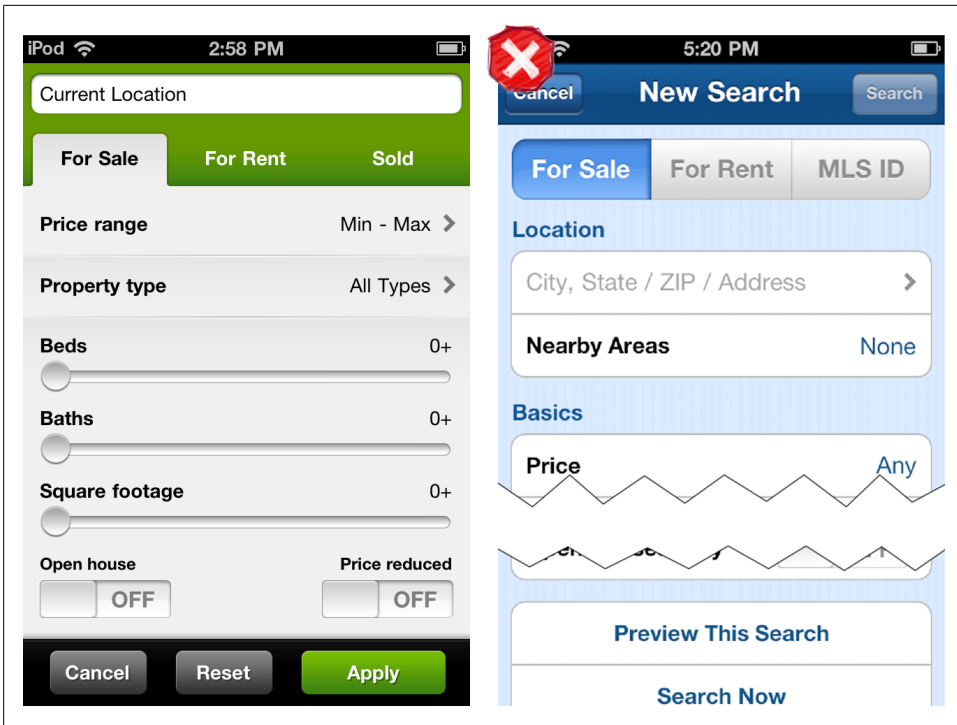 iPod 2:58 PM
Current Location
For Sale For Rent Sold
Price range Min - Max
Property type All Types
Beds 0+
Baths 0+
Square footage 0+
Open house Price reduced
OFF OFF
Cancel Reset Apply
5:20 PM
Cancel New Search Search
For Sale For Rent MLS ID
Location
City, State / ZIP / Address
Nearby Areas None
Basics
Price Any
Preview This Search
Search Now